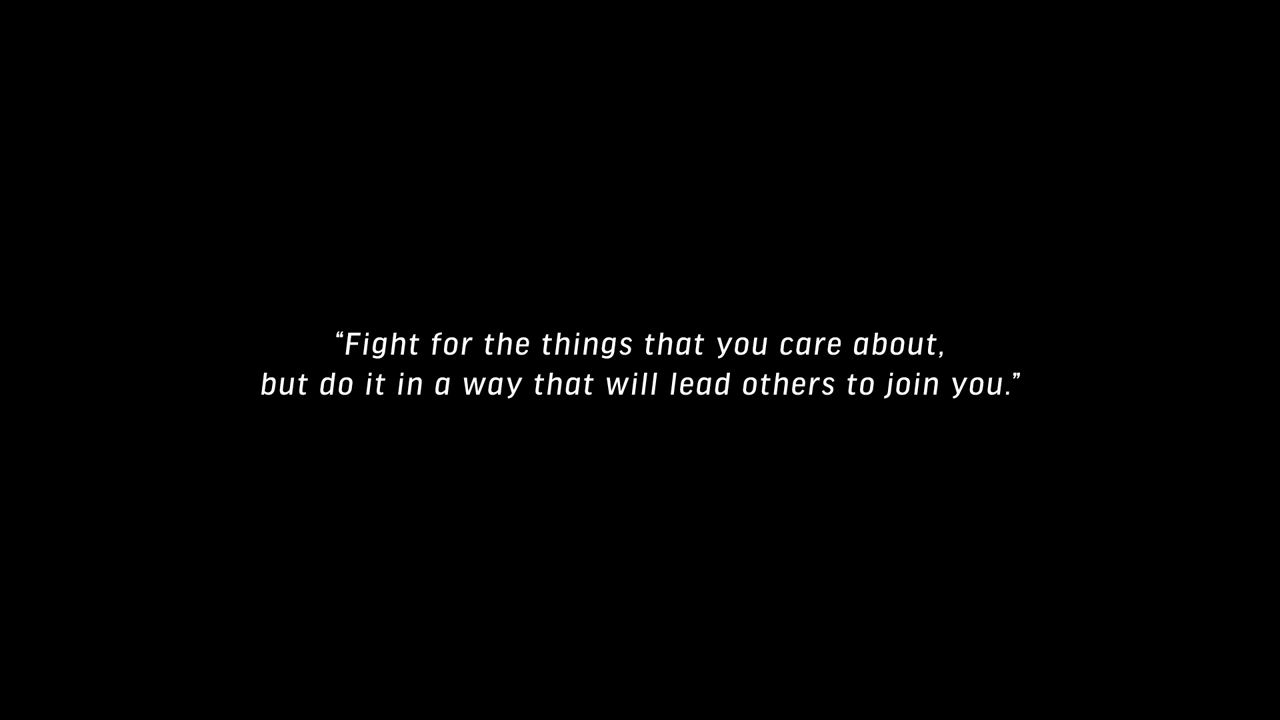 “Fight for the things that you care about,
but do it in a way that will lead others to join you.”